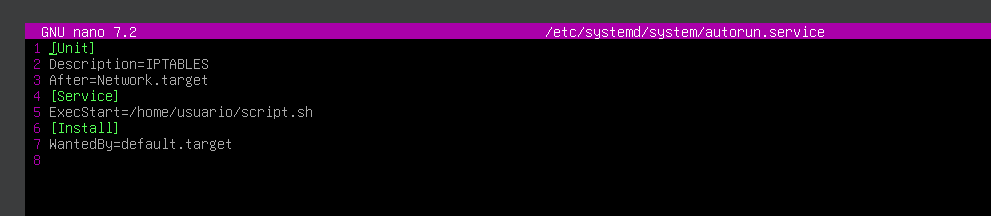 GNU nano 7.2 /etc/systemd/system/autorun.service
1 [Unit]
2 Description=IPTABLES
3 After=Network.target
4 [Service]
5 ExecStart=/home/usuario/script.sh
6 [Install]
7 WantedBy=default.target
8